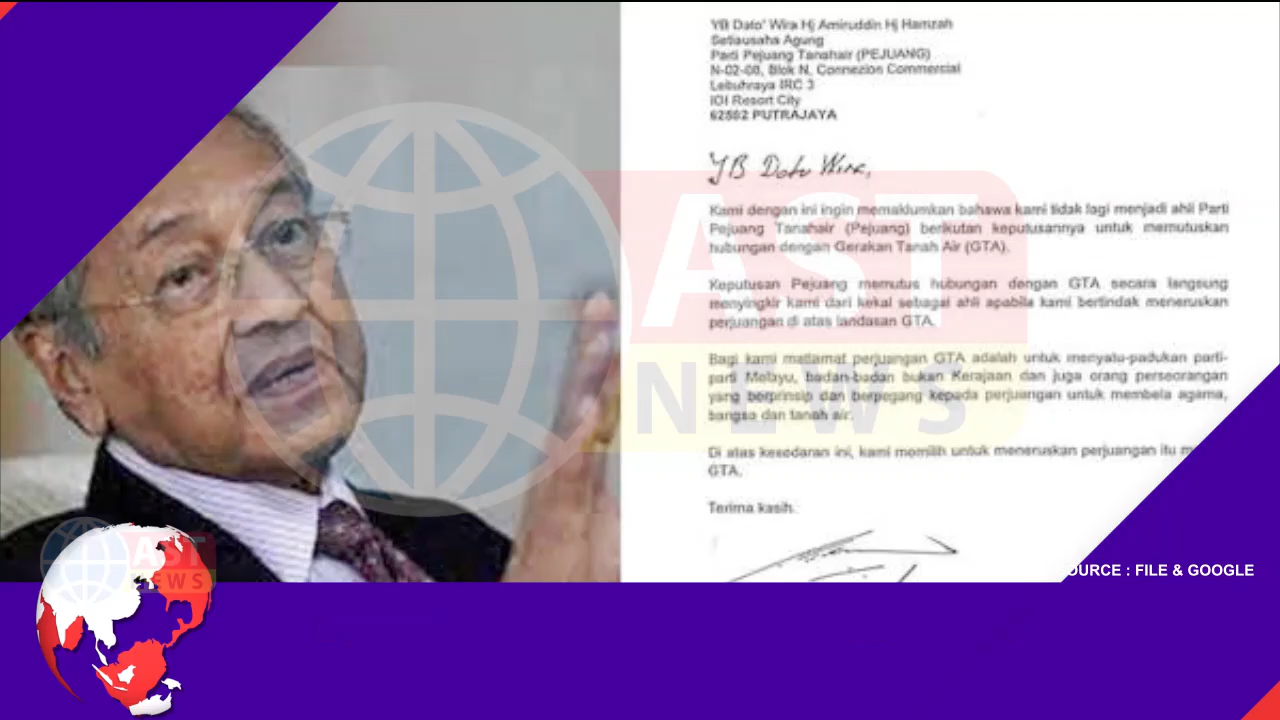 YB Dato' Wira Hj Amiruddin Hj Hamzah
Setiausaha Agung
Parti Pejuang Tanahair (PEJUANG)
N-02-08, Blok N, Connezion Commercial
Lebuhraya IRC 3
IOI Resort City
62502 PUTRAJAYA
YB Dato Wira,
Kami dengan ini ingin memaklumkan bahawa kami tidak lagi menjadi ahli Parti
Pejuang Tanahair (Pejuang) berikutan keputusannya untuk memutuskan
hubungan dengan Gerakan Tanah Air (GTA).
Keputusan Pejuang memutus hubungan dengan GTA secara langsung
menyingkir kami dari kekal sebagai ahli apabila kami bertindak meneruskan
perjuangan di atas landasan GTA.
Bagi kami matlamat perjuangan GTA adalah untuk menyatu-padukan parti-
parti Melayu, badan-badan bukan Kerajaan dan juga orang perseorangan
yang berprinsip dan berpegang kepada perjuangan untuk membela agama,
bangsa dan tanah air.
Di atas kesedaran ini, kami memilih untuk meneruskan perjuangan itu
GTA.
Terima kasih.
AST
NEWS
AST
NEWS
OURCE : FILE & GOOGLE